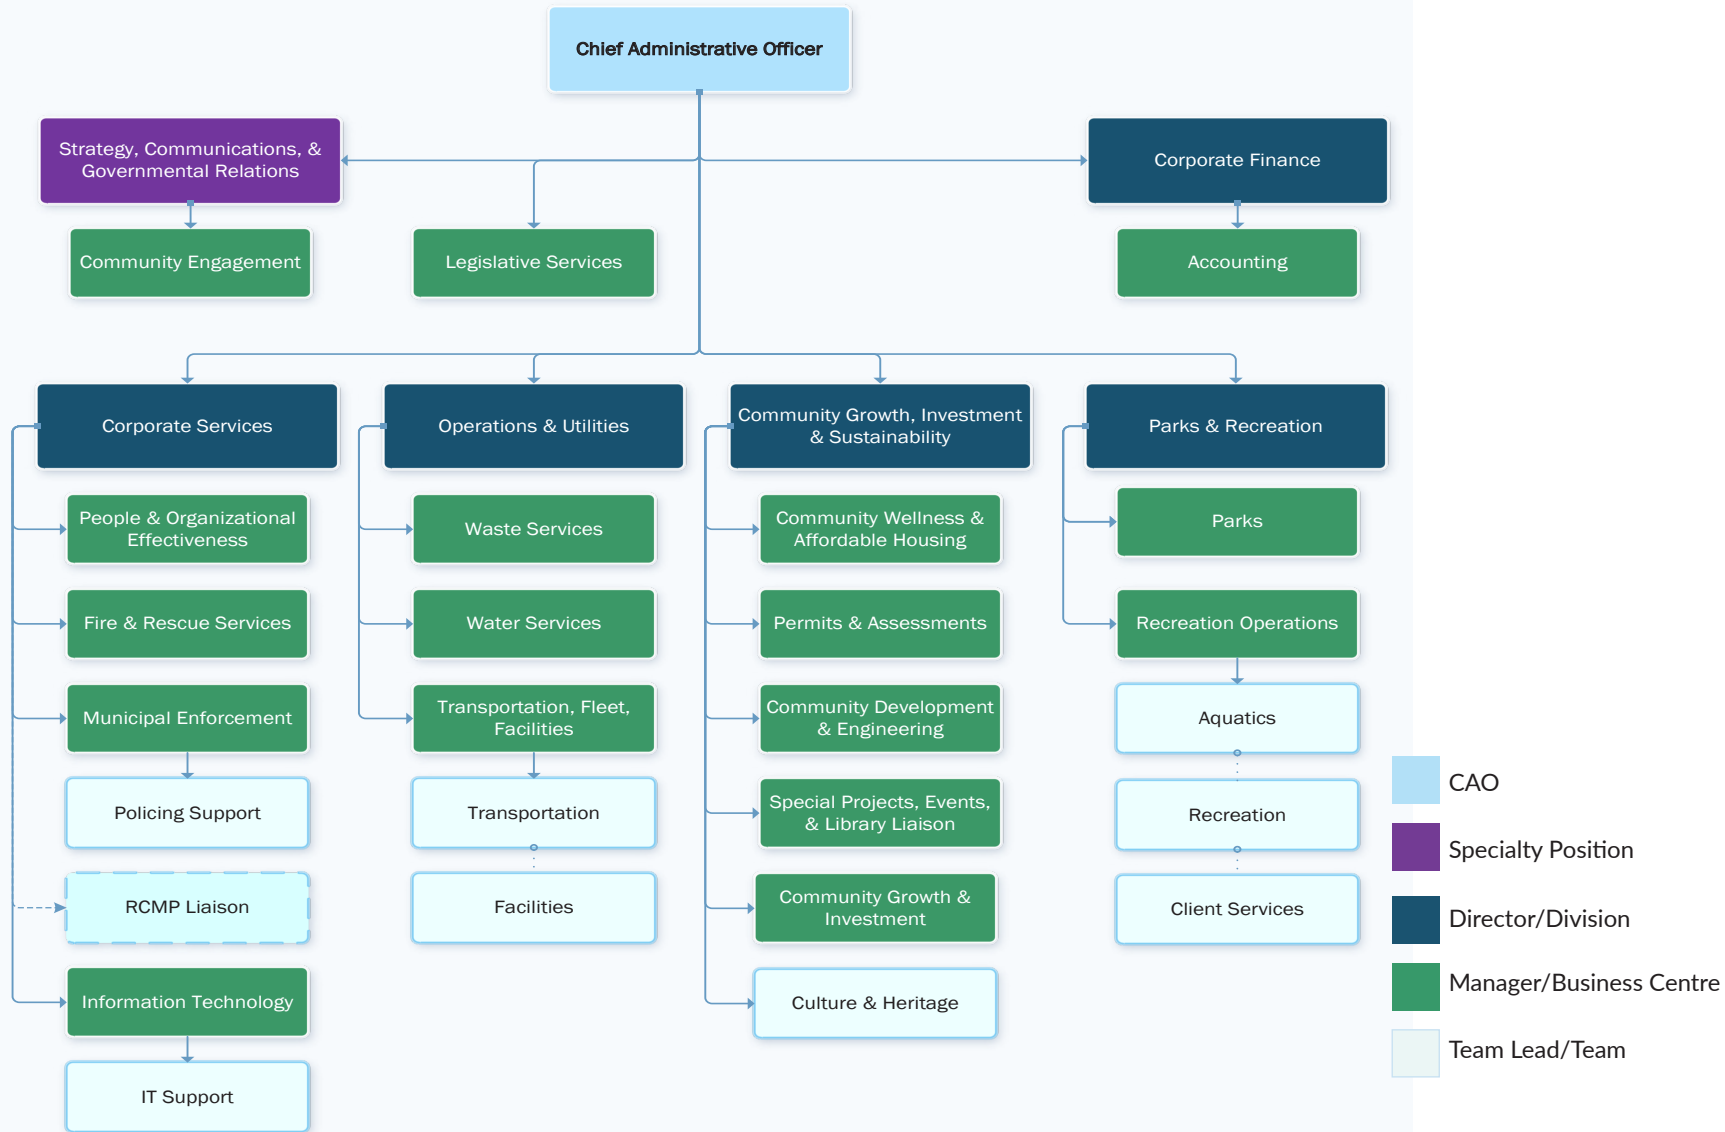 Chief Administrative Officer
Strategy, Communications, &
Governmental Relations
Corporate Finance
Community Engagement
Legislative Services
Accounting
Corporate Services
Operations & Utilities
Community Growth, Investment
& Sustainability
Parks & Recreation
People & Organizational
Effectiveness
Fire & Rescue Services
Municipal Enforcement
Policing Support
RCMP Liaison
Information Technology
IT Support
Waste Services
Water Services
Transportation, Fleet,
Facilities
Transportation
Facilities
Community Wellness &
Affordable Housing
Permits & Assessments
Community Development
& Engineering
Special Projects, Events,
& Library Liaison
Community Growth &
Investment
Culture & Heritage
Parks
Recreation Operations
Aquatics
Recreation
Client Services
CAO
Specialty Position
Director/Division
Manager/Business Centre
Team Lead/Team